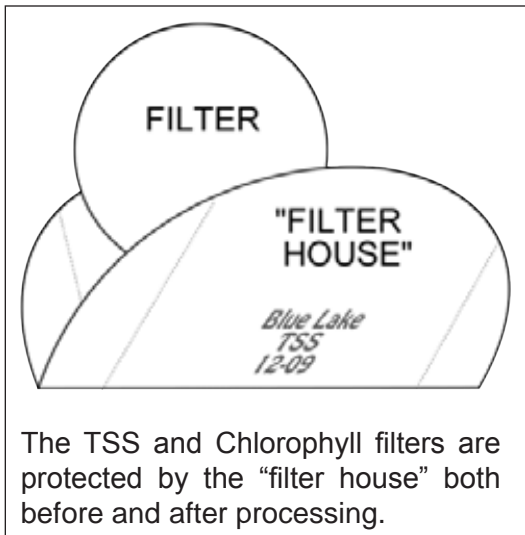 FILTER
"FILTER
HOUSE"
Blue Lake
TSS
12-09
The TSS and Chlorophyll filters are
protected by the “filter house” both
before and after processing.